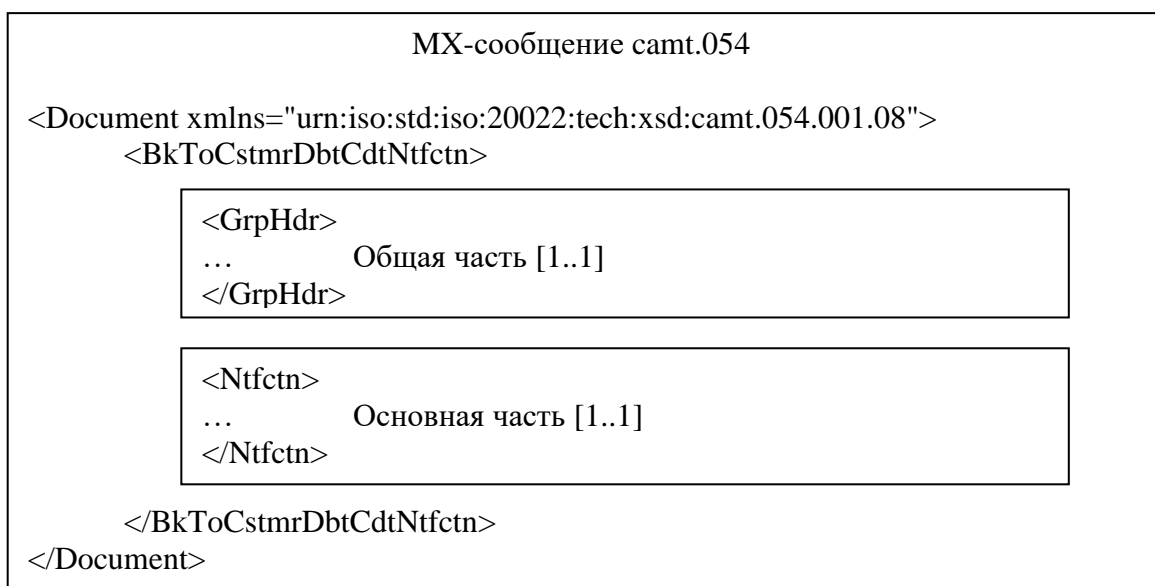 МХ-сообщение camt.054
<Document xmlns="urn:iso:std:iso:20022:tech:xsd:camt.054.001.08">
<BkToCstmrDbtCdtNtfctn>
<GrpHdr>
… Общая часть [1..1]
</GrpHdr>
<Ntfctn>
… Основная часть [1..1]
</Ntfctn>
</BkToCstmrDbtCdtNtfctn>
</Document>